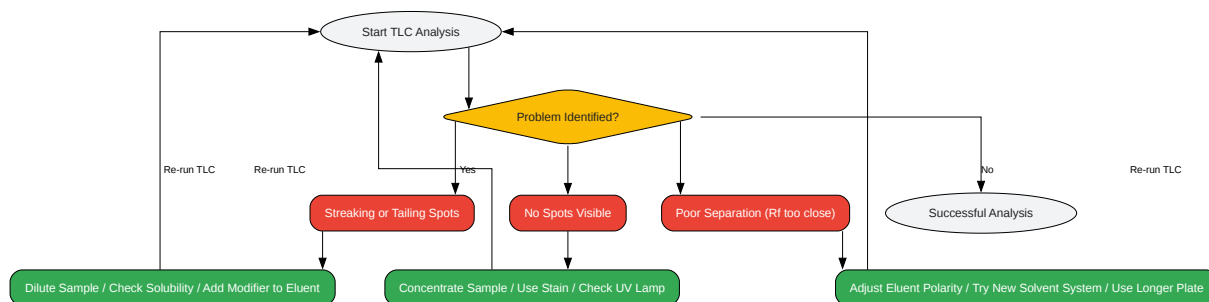 Start TLC Analysis
Problem Identified?
Re-run TLC
Re-run TLC
Yes
No
Re-run TLC
Streaking or Tailing Spots
No Spots Visible
Poor Separation (Rf too close)
Successful Analysis
Dilute Sample / Check Solubility / Add Modifier to Eluent
Concentrate Sample / Use Stain / Check UV Lamp
Adjust Eluent Polarity / Try New Solvent System / Use Longer Plate